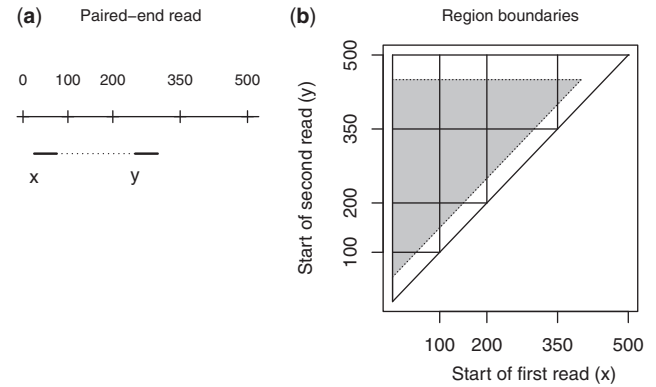 (a) Paired−end read
0 100 200 350 500
x y
(b) Region boundaries
Start of second read (y)
500
350
200
100
100 200 350 500
Start of first read (x)